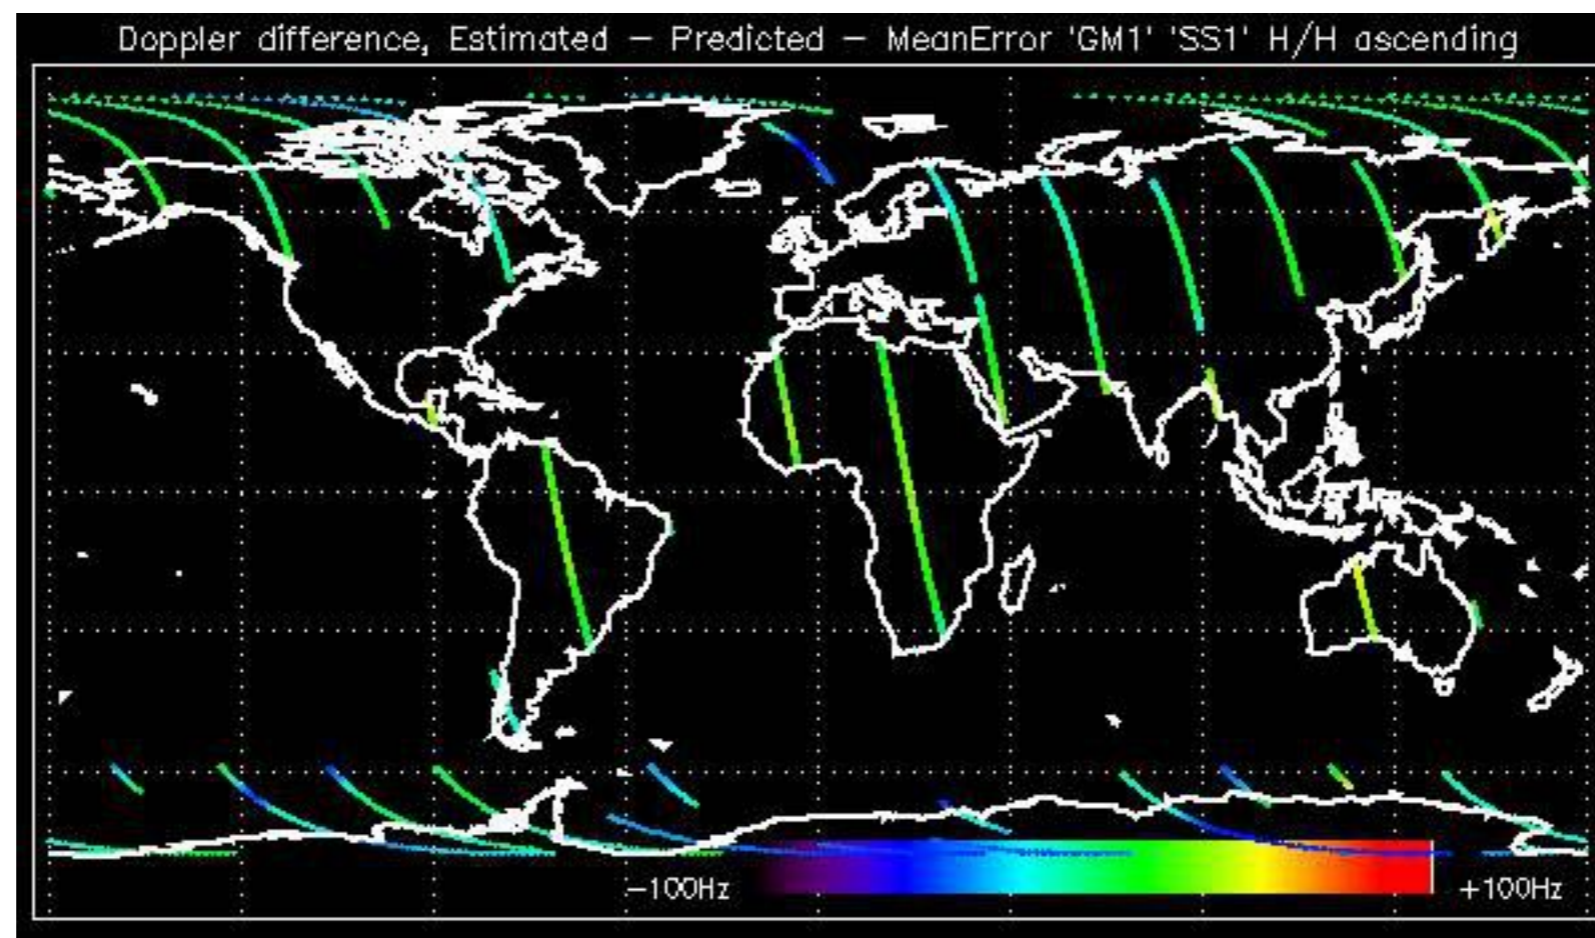 Doppler difference, Estimated — Predicted — MeanError 'GM1' 'SS1' H/H ascending
—100Hz
+100Hz